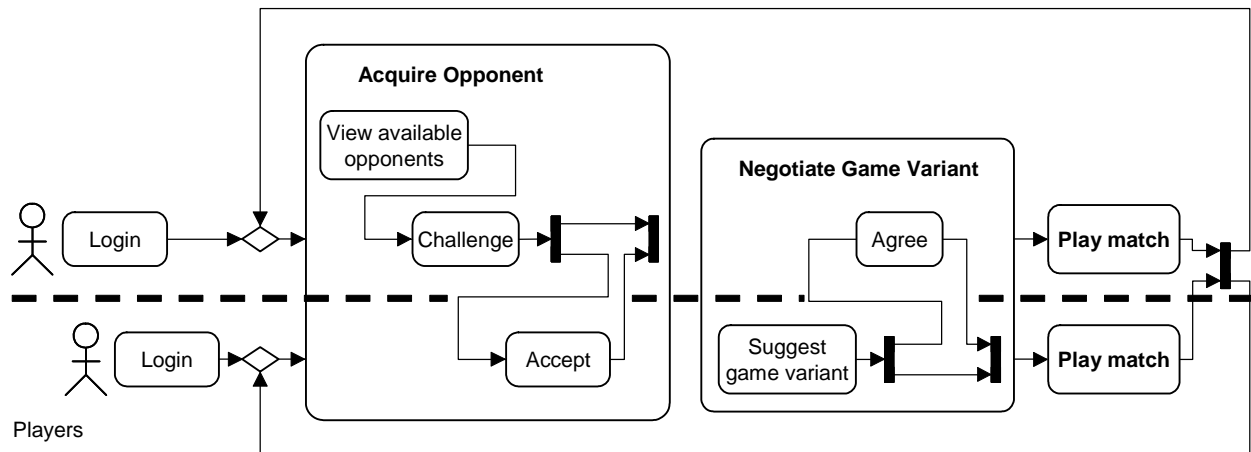 Acquire Opponent
View available
opponents
Negotiate Game Variant
Login
Challenge
Agree
Play match
Login
Accept
Suggest
game variant
Play match
Players